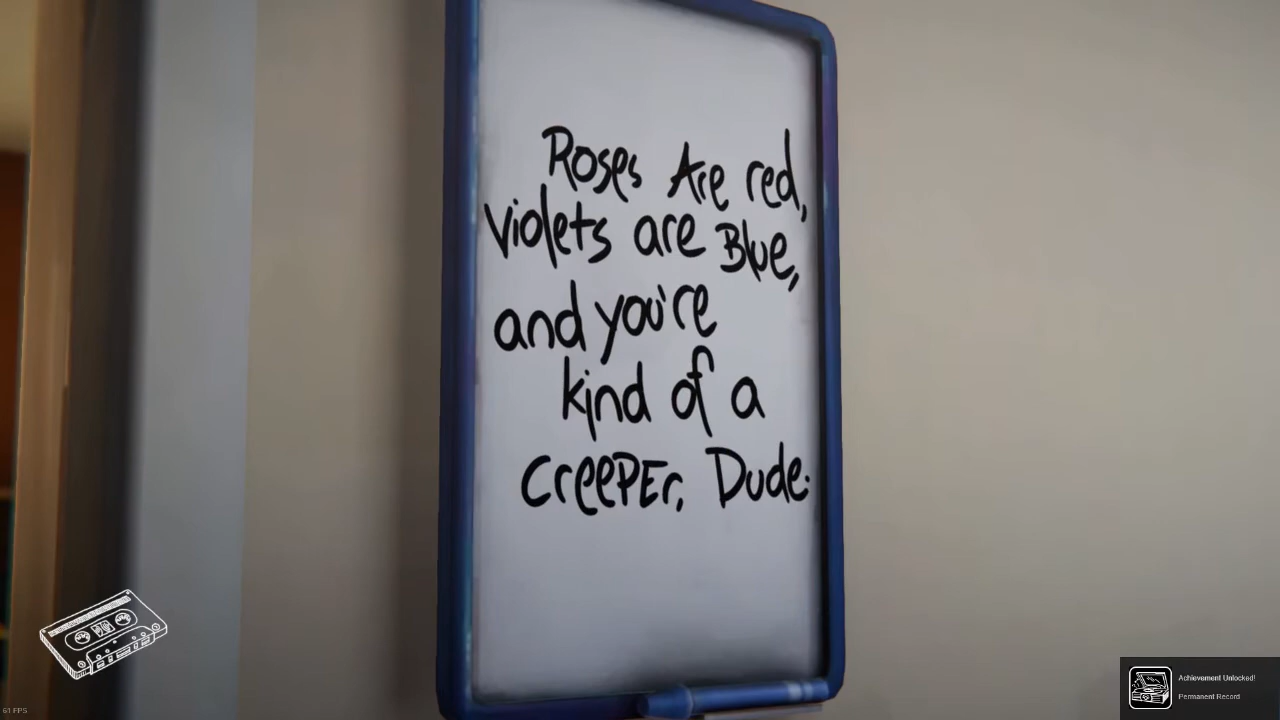 Roses Are red,
Violets are Blue,
and you're
kind of a
CreePEr, Dude.
Achievement Unlocked!
Permanent Record
61 FPS